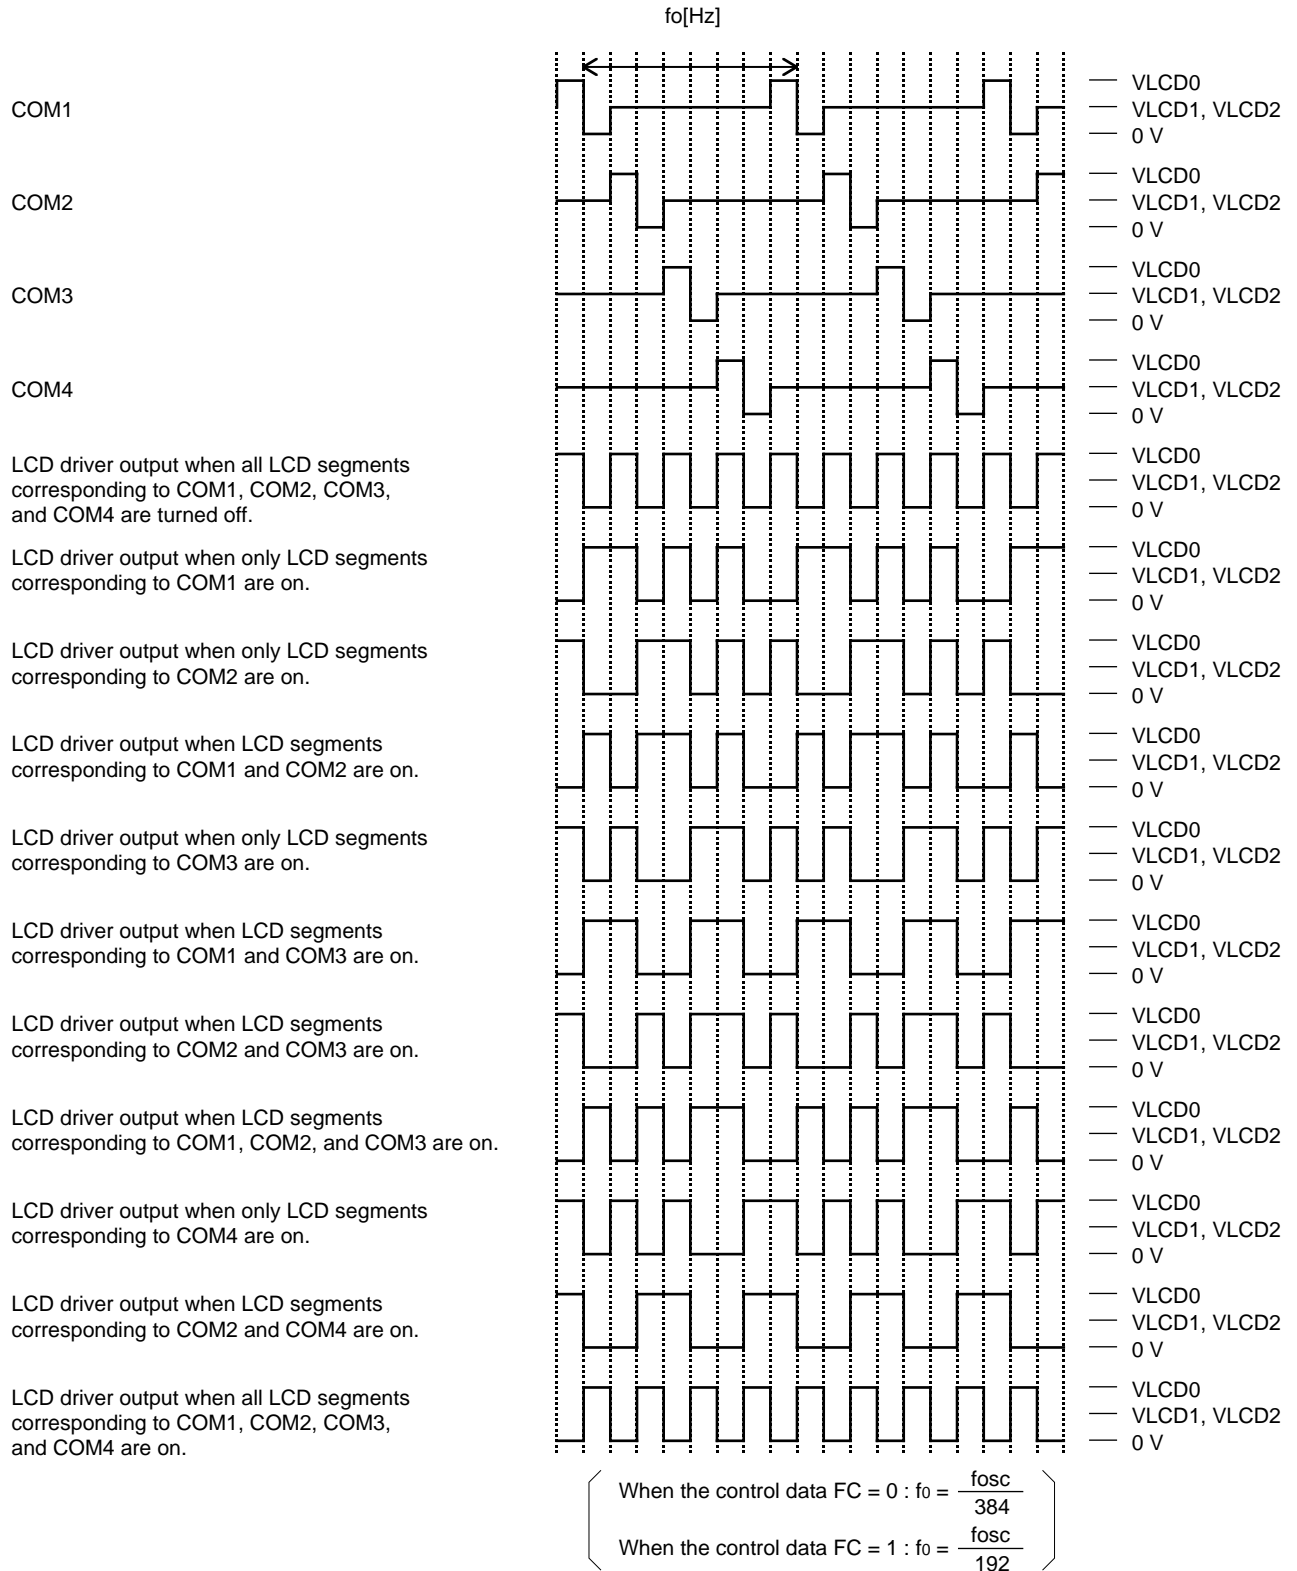 fo[Hz]
COM1
VLCD0
VLCD1, VLCD2
0 V
COM2
VLCD0
VLCD1, VLCD2
0 V
COM3
VLCD0
VLCD1, VLCD2
0 V
COM4
VLCD0
VLCD1, VLCD2
0 V
LCD driver output when all LCD segments
corresponding to COM1, COM2, COM3,
and COM4 are turned off.
VLCD0
VLCD1, VLCD2
0 V
LCD driver output when only LCD segments
corresponding to COM1 are on.
VLCD0
VLCD1, VLCD2
0 V
LCD driver output when only LCD segments
corresponding to COM2 are on.
VLCD0
VLCD1, VLCD2
0 V
LCD driver output when LCD segments
corresponding to COM1 and COM2 are on.
VLCD0
VLCD1, VLCD2
0 V
LCD driver output when only LCD segments
corresponding to COM3 are on.
VLCD0
VLCD1, VLCD2
0 V
LCD driver output when LCD segments
corresponding to COM1 and COM3 are on.
VLCD0
VLCD1, VLCD2
0 V
LCD driver output when LCD segments
corresponding to COM2 and COM3 are on.
VLCD0
VLCD1, VLCD2
0 V
LCD driver output when LCD segments
corresponding to COM1, COM2, and COM3 are on.
VLCD0
VLCD1, VLCD2
0 V
LCD driver output when only LCD segments
corresponding to COM4 are on.
VLCD0
VLCD1, VLCD2
0 V
LCD driver output when LCD segments
corresponding to COM2 and COM4 are on.
VLCD0
VLCD1, VLCD2
0 V
LCD driver output when all LCD segments
corresponding to COM1, COM2, COM3,
and COM4 are on.
VLCD0
VLCD1, VLCD2
0 V
When the control data FC = 0 : f0 = fosc
384
When the control data FC = 1 : f0 = fosc
192